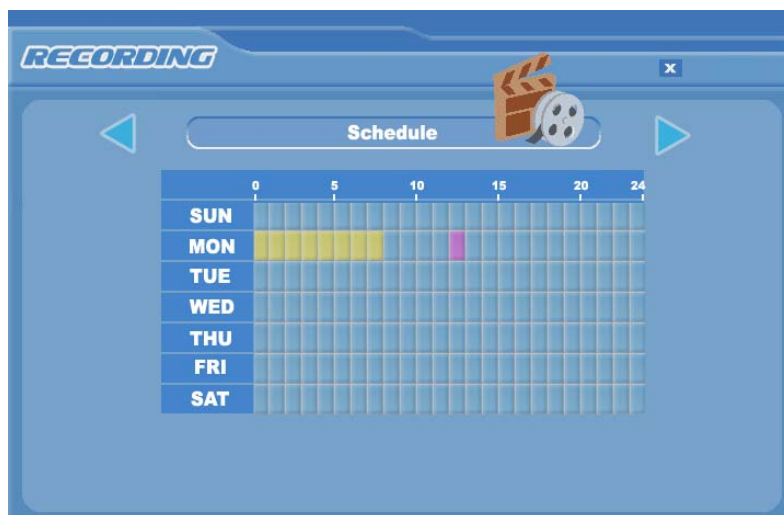 RECORDING
X
Schedule
0 5 10 15 20 24
SUN
MON
TUE
WED
THU
FRI
SAT